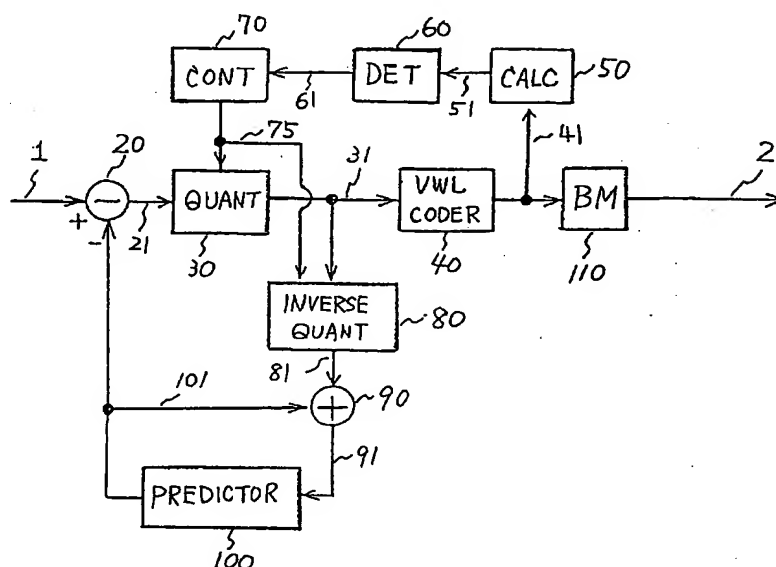 70
60
CONT
DET
CALC
50
61
51
75
41
1
20
31
2
+
-
-
QUANT
VWL
CODER
BM
21
30
40
110
INVERSE
QUANT
80
81
101
+
90
91
PREDICTOR
100